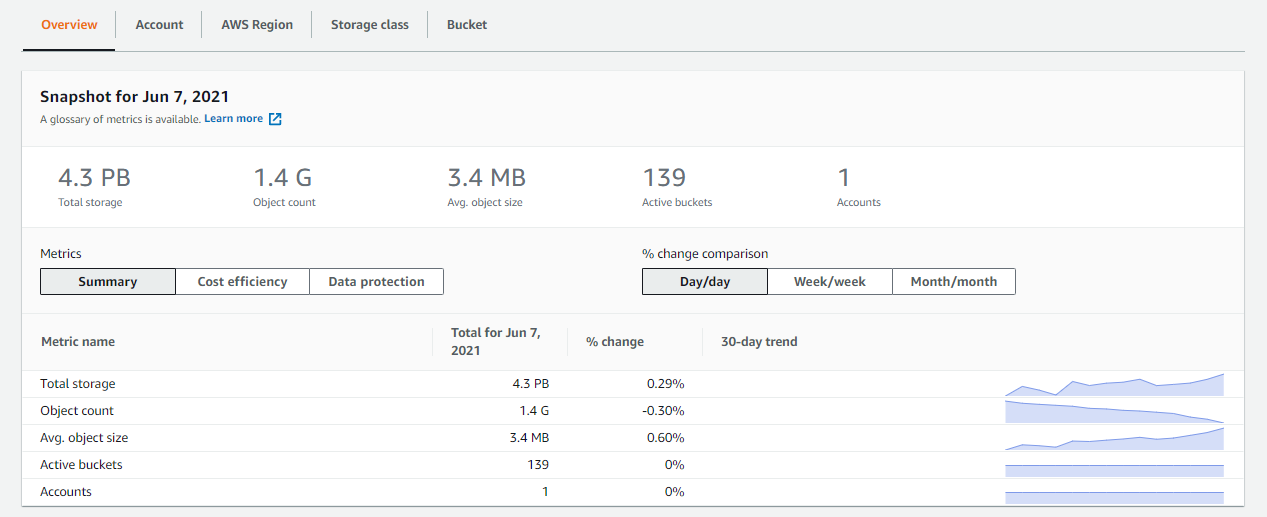 Overview Account AWS Region Storage class Bucket
Snapshot for Jun 7, 2021
A glossary of metrics is available. Learn more
4.3 PB 1.4 G 3.4 MB 139 1
Total storage Object count Avg. object size Active buckets Accounts
Metrics % change comparison
Summary Cost efficiency Data protection Day/day Week/week Month/month
Metric name Total for Jun 7, 2021 % change 30-day trend
Total storage 4.3 PB 0.29%
Object count 1.4 G -0.30%
Avg. object size 3.4 MB 0.60%
Active buckets 139 0%
Accounts 1 0%